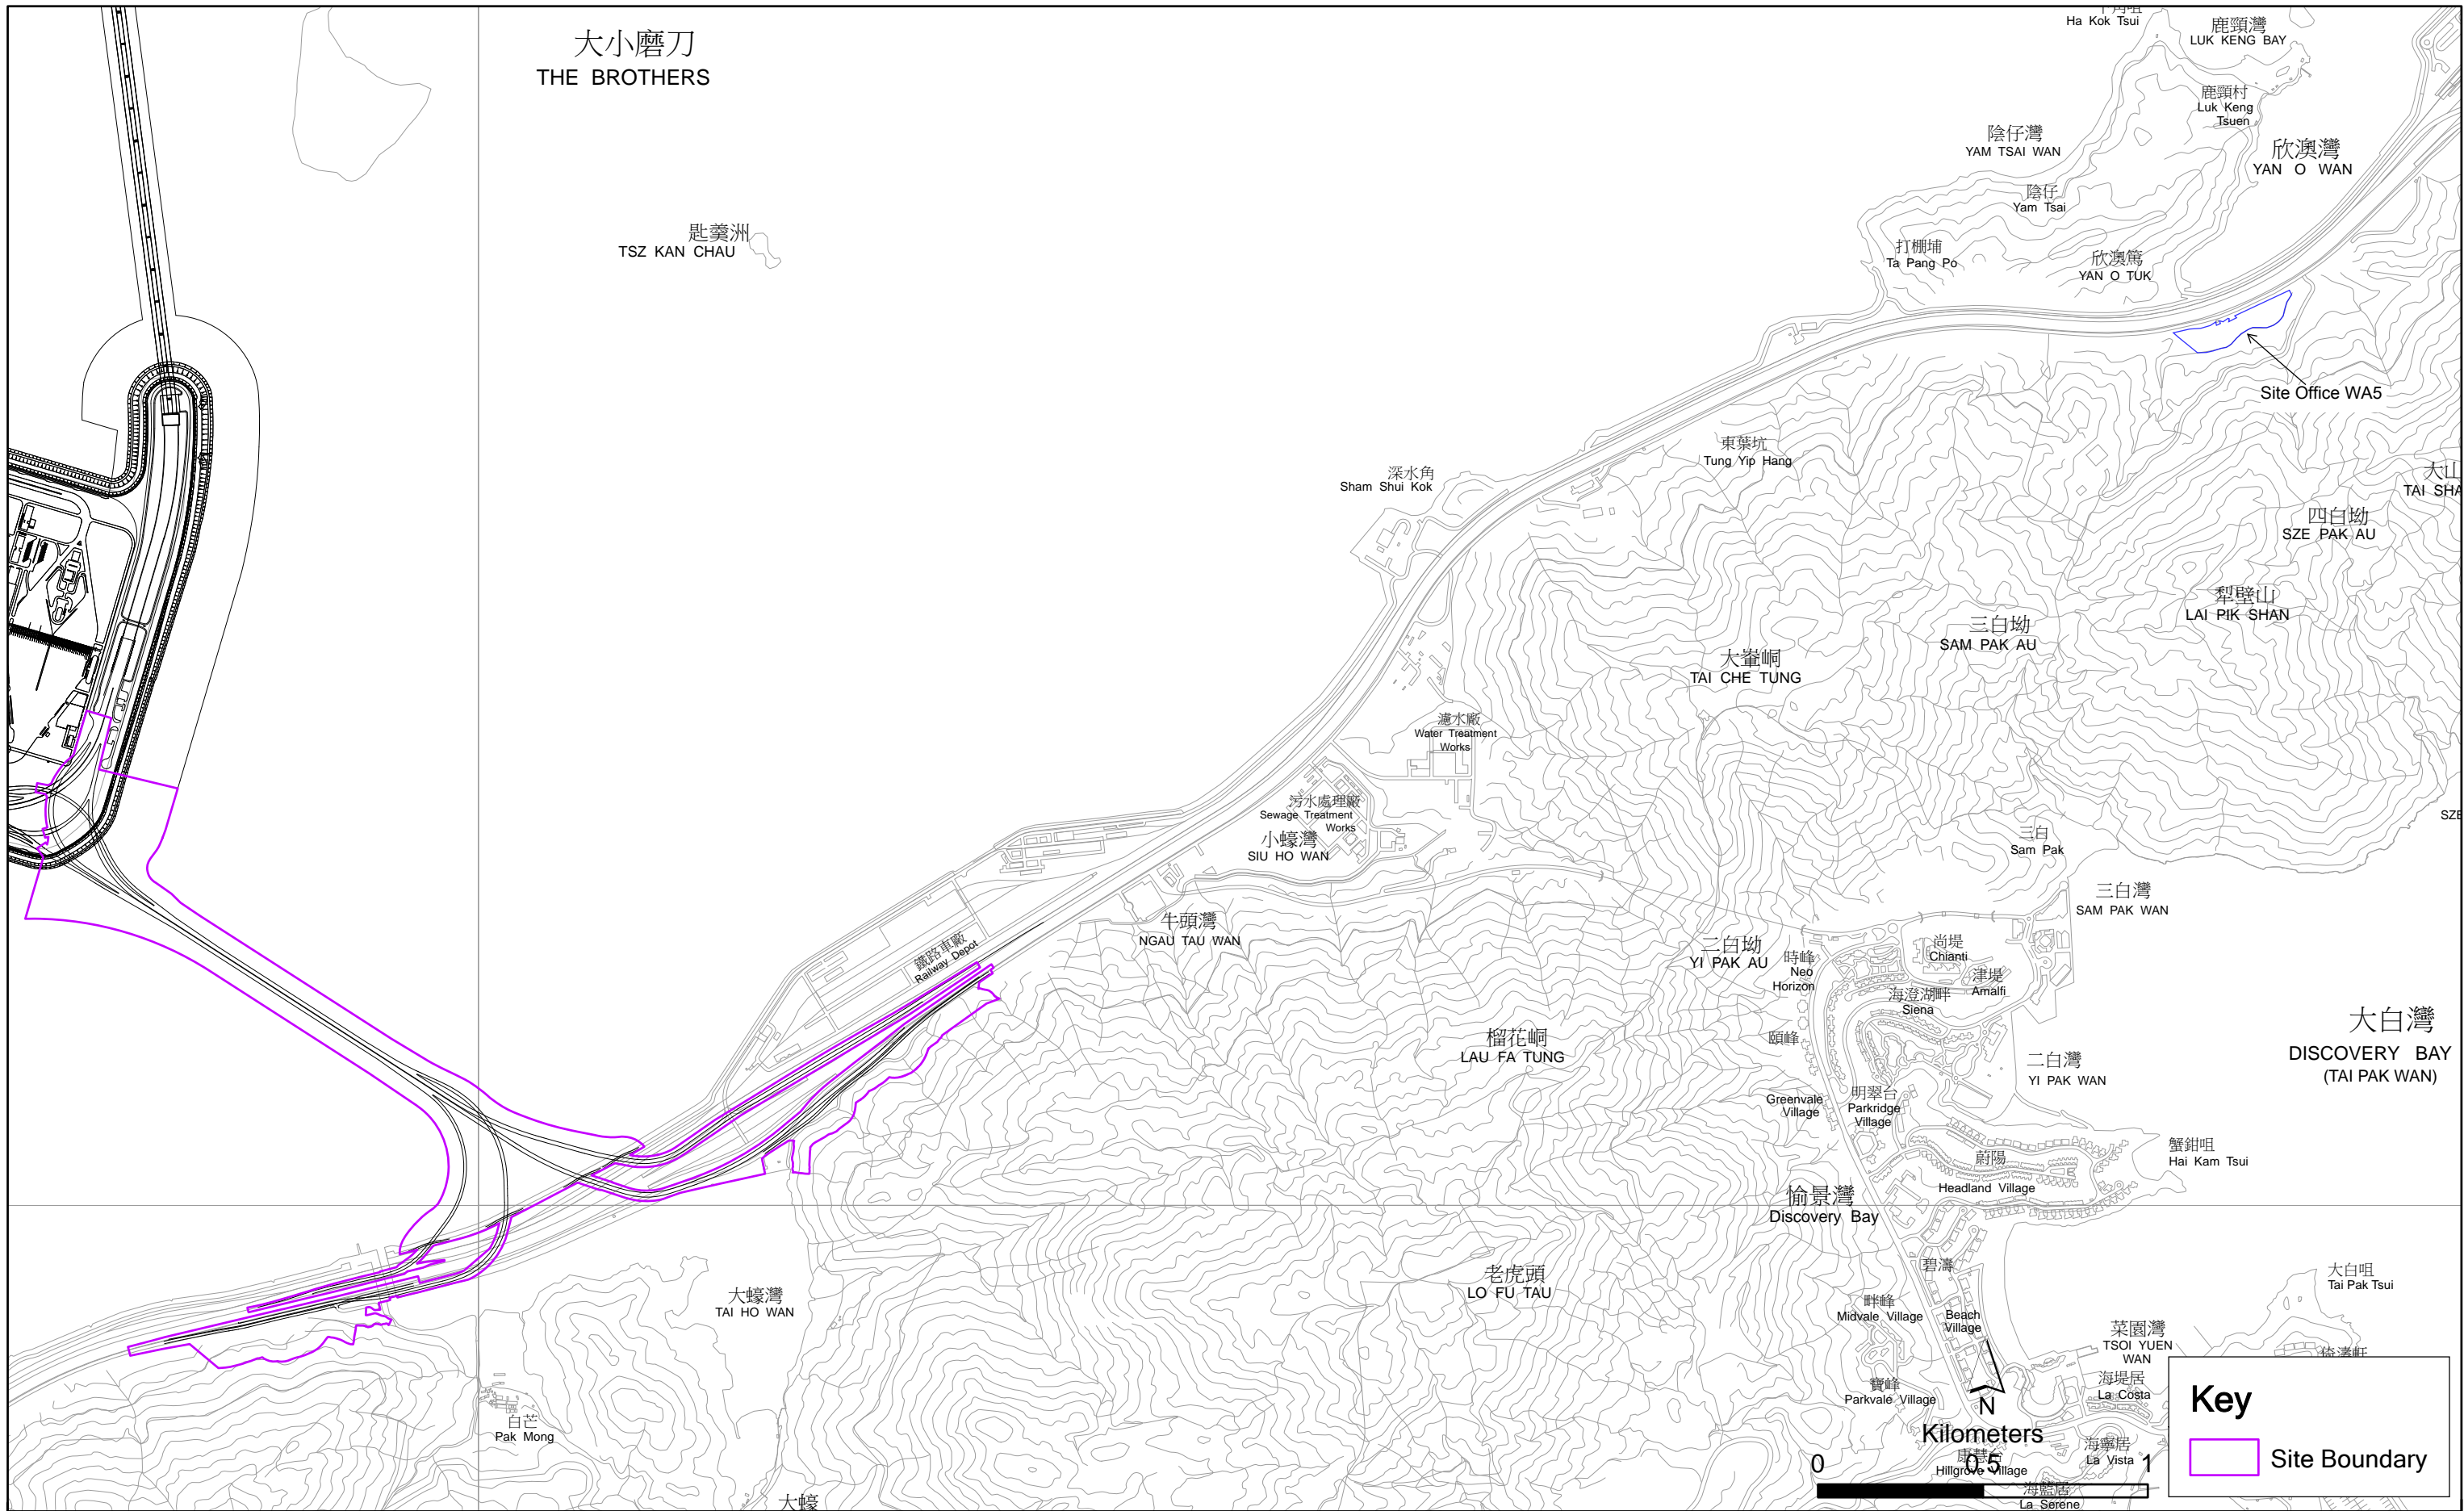 大小磨刀
THE BROTHERS
Ha Kok Tsui
鹿頸灣
LUK KENG BAY
鹿頸村
Luk Keng
Tsuen
陰仔灣
YAM TSAI WAN
欣澳灣
YAN O WAN
陰仔
Yam Tsai
匙羹洲
TSZ KAN CHAU
打棚埔
Ta Pang Po
欣澳篤
YAN O TUK
Site Office WA5
東葉坑
Tung Yip Hang
深水角
Sham Shui Kok
大山
TAI SHA
四白坳
SZE PAK AU
犁壁山
LAI PIK SHAN
三白坳
SAM PAK AU
大輋峒
TAI CHE TUNG
濾水廠
Water Treatment
Works
污水處理廠
Sewage Treatment
Works
小蠔灣
SIU HO WAN
SZE
三白
Sam Pak
三白灣
SAM PAK WAN
牛頭灣
NGAU TAU WAN
鐵路車廠
Railway Depot
二白坳
YI PAK AU
時峰
Neo
Horizon
尚堤
Chianti
津堤
Amalfi
海澄湖畔
Siena
大白灣
DISCOVERY BAY
(TAI PAK WAN)
榴花峒
LAU FA TUNG
頤峰
二白灣
YI PAK WAN
Greenvale
Village
明翠台
Parkridge
Village
蟹鉗咀
Hai Kam Tsui
蔚陽
Headland Village
愉景灣
Discovery Bay
碧濤
Beach
Village
老虎頭
LO FU TAU
大白咀
Tai Pak Tsui
大蠔灣
TAI HO WAN
畔峰
Midvale Village
菜園灣
TSOI YUEN
WAN
寶峰
Parkvale Village
海堤居
La Costa
白芒
Pak Mong
N
Kilometers
0 0.5 1
Hillgrove Village
海寧居
La Vista
海藍居
La Serene
大蠔
Key
Site Boundary